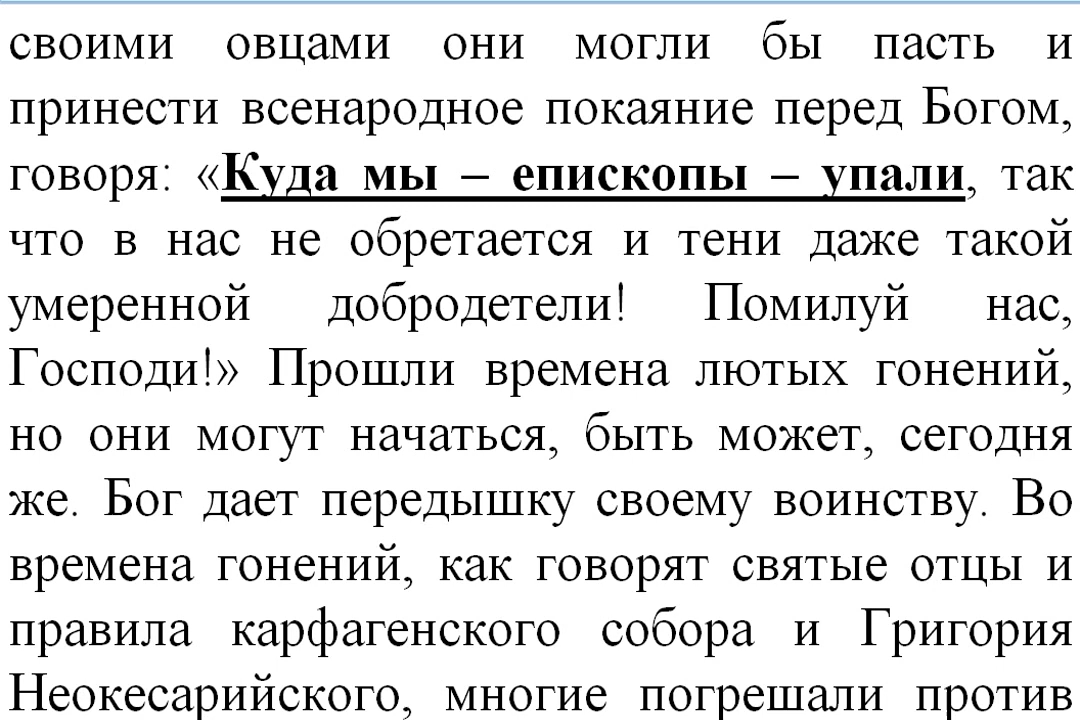 своими овцами они могли бы пасть и
принести всенародное покаяние перед Богом,
говоря: «Куда мы – епископы – упали, так
что в нас не обретается и тени даже такой
умеренной добродетели! Помилуй нас,
Господи!» Прошли времена лютых гонений,
но они могут начаться, быть может, сегодня
же. Бог дает передышку своему воинству. Во
времена гонений, как говорят святые отцы и
правила карфагенского собора и Григория
Неокесарийского, многие погрешали против